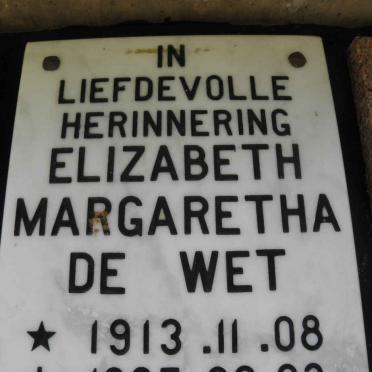 IN
LIEFDEVOLLE
HERINNERING
ELIZABETH
MARGARETHA
DE WET
★ 1913.11.08